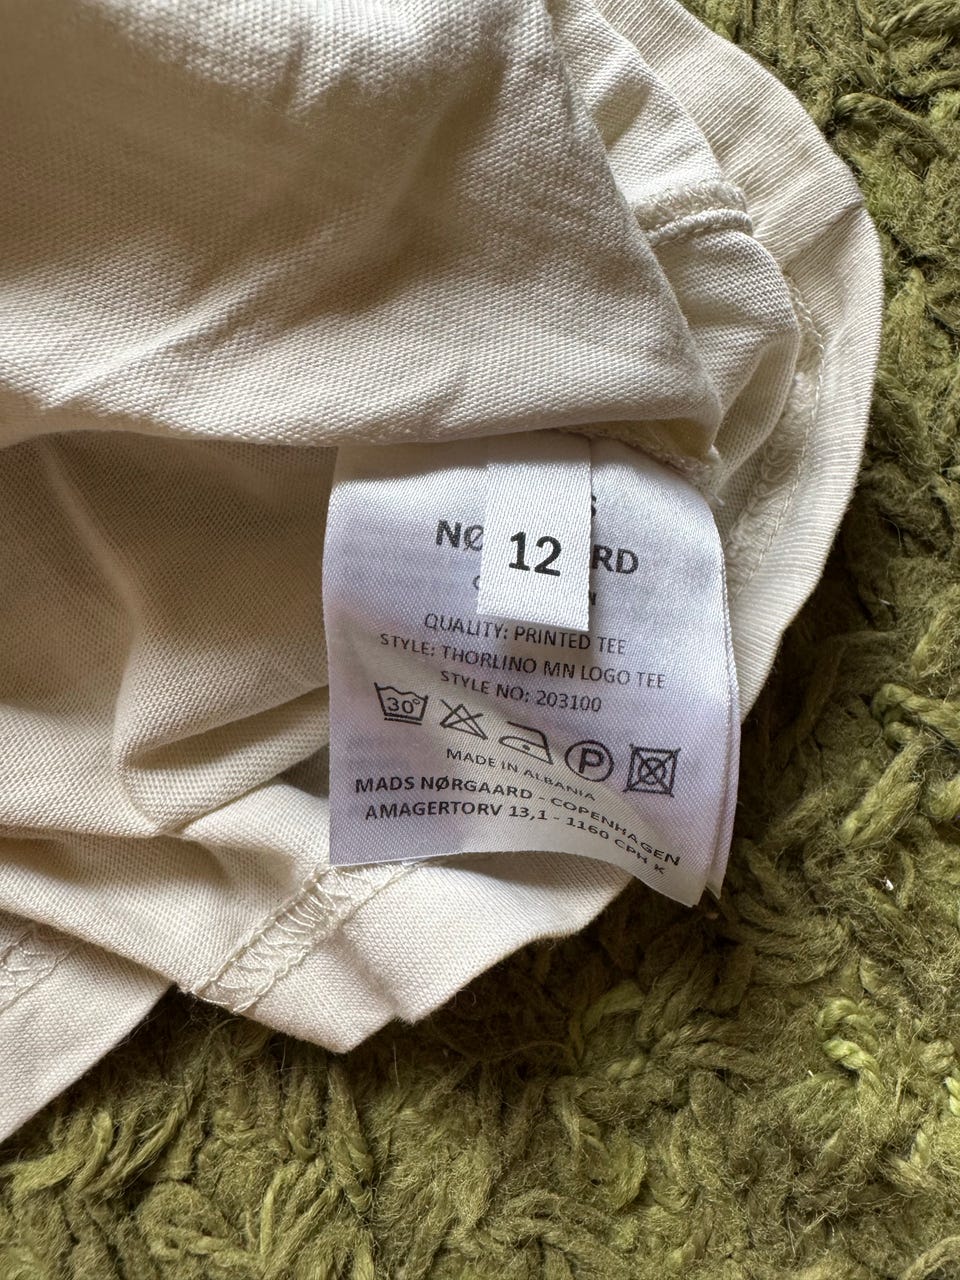 12
QUALITY: PRINTED TEE
STYLE: THORLINO MN LOGO TEE
STYLE NO: 203100
30°
P
MADE IN ALBANIA
MADS NØRGAARD - COPENHAGEN
AMAGERTORV 13,1 - 1160 CPH K